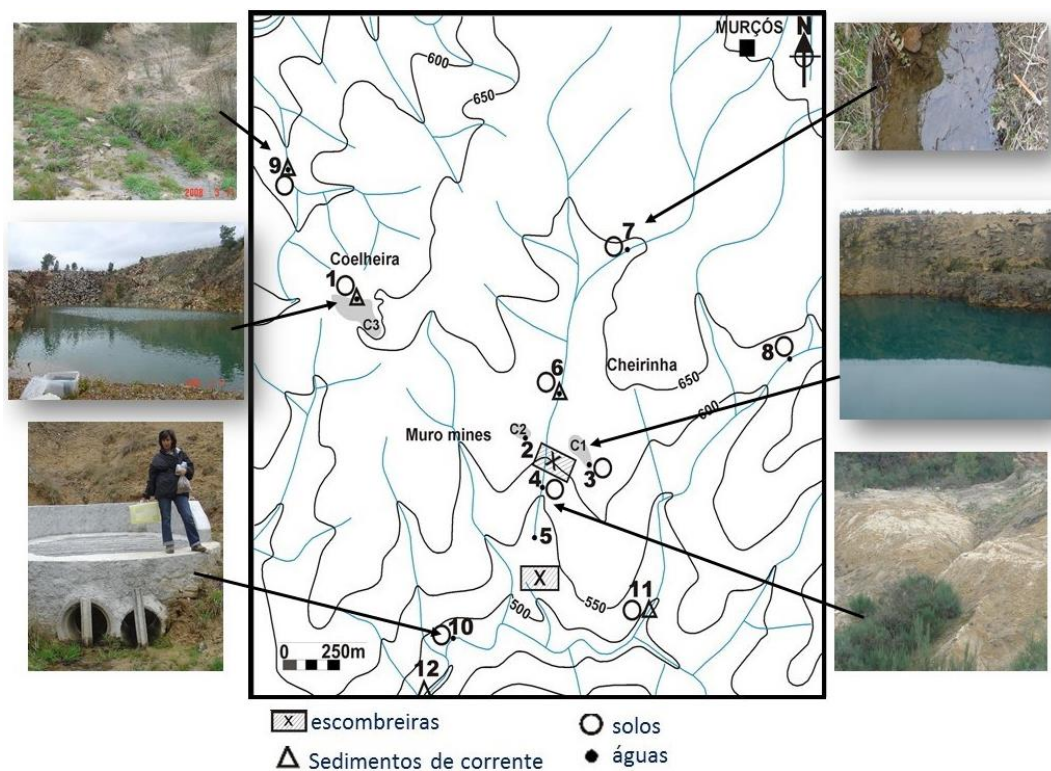 MURÇÓS
N
600
650
9
7
Coelheira
1
C3
8
6
Cheirinha
650
600
C2
Muro mines
2
C1
X
3
4
5
X
11
550
500
10
0 250m
12
X escombreiras
solos
Sedimentos de corrente
águas